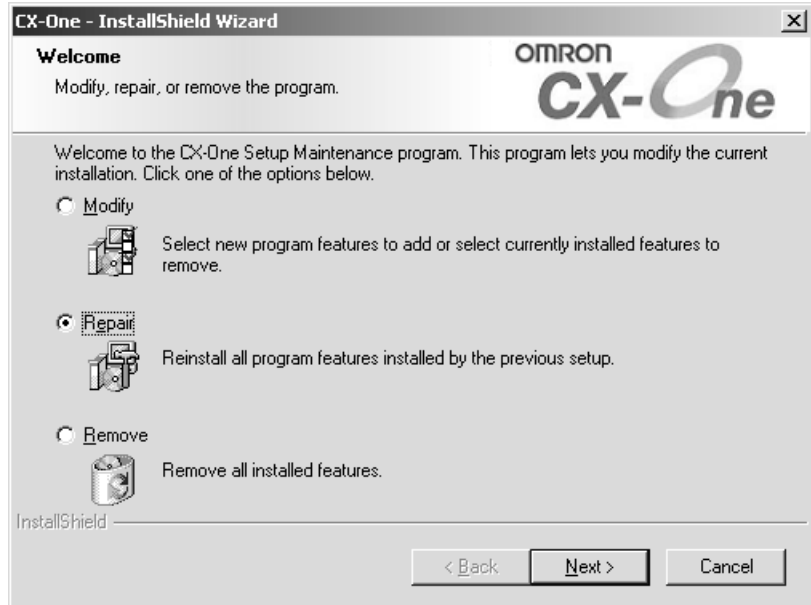 CX-One - InstallShield Wizard
Welcome
Modify, repair, or remove the program.
OMRON
CX-One
Welcome to the CX-One Setup Maintenance program. This program lets you modify the current
installation. Click one of the options below.
Modify
Select new program features to add or select currently installed features to
remove.
Repair
Reinstall all program features installed by the previous setup.
Remove
Remove all installed features.
InstallShield
< Back
Next >
Cancel